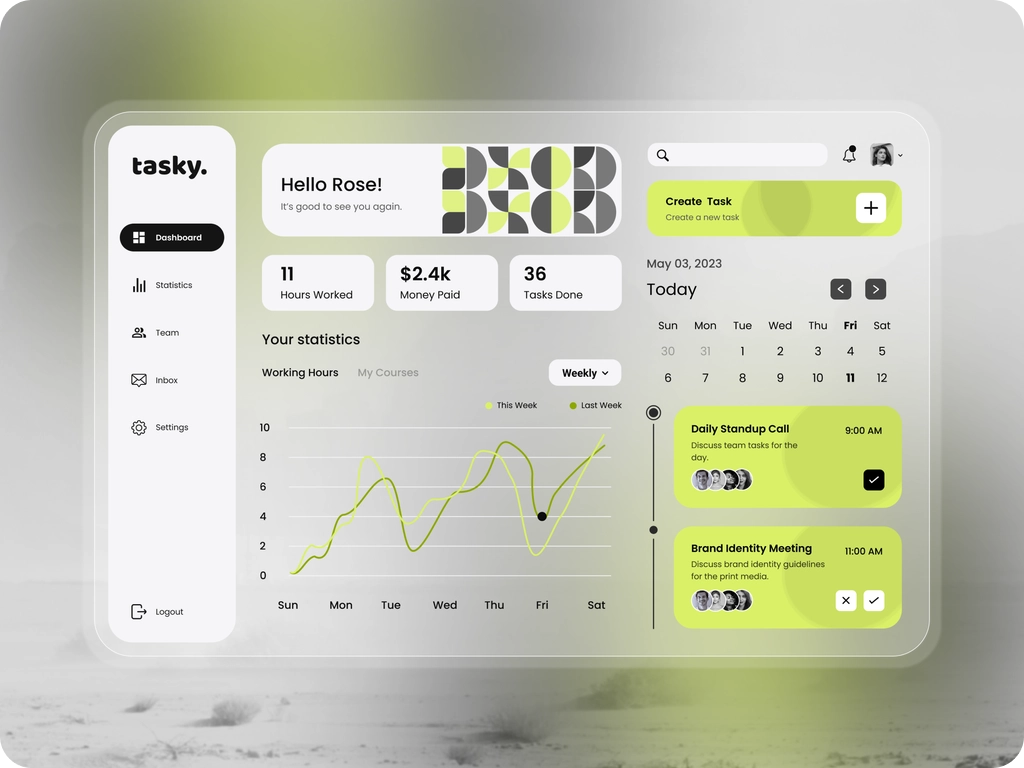 tasky.
Dashboard
Statistics
Team
Inbox
Settings
Logout
Hello Rose!
It's good to see you again.
11
Hours Worked
$2.4k
Money Paid
36
Tasks Done
Your statistics
Working Hours
My Courses
Weekly
This Week
Last Week
10
8
6
4
2
0
Sun Mon Tue Wed Thu Fri Sat
Create Task
Create a new task
May 03, 2023
Today
Sun Mon Tue Wed Thu Fri Sat
30 31 1 2 3 4 5
6 7 8 9 10 11 12
Daily Standup Call
9:00 AM
Discuss team tasks for the
day.
Brand Identity Meeting
11:00 AM
Discuss brand identity guidelines
for the print media.